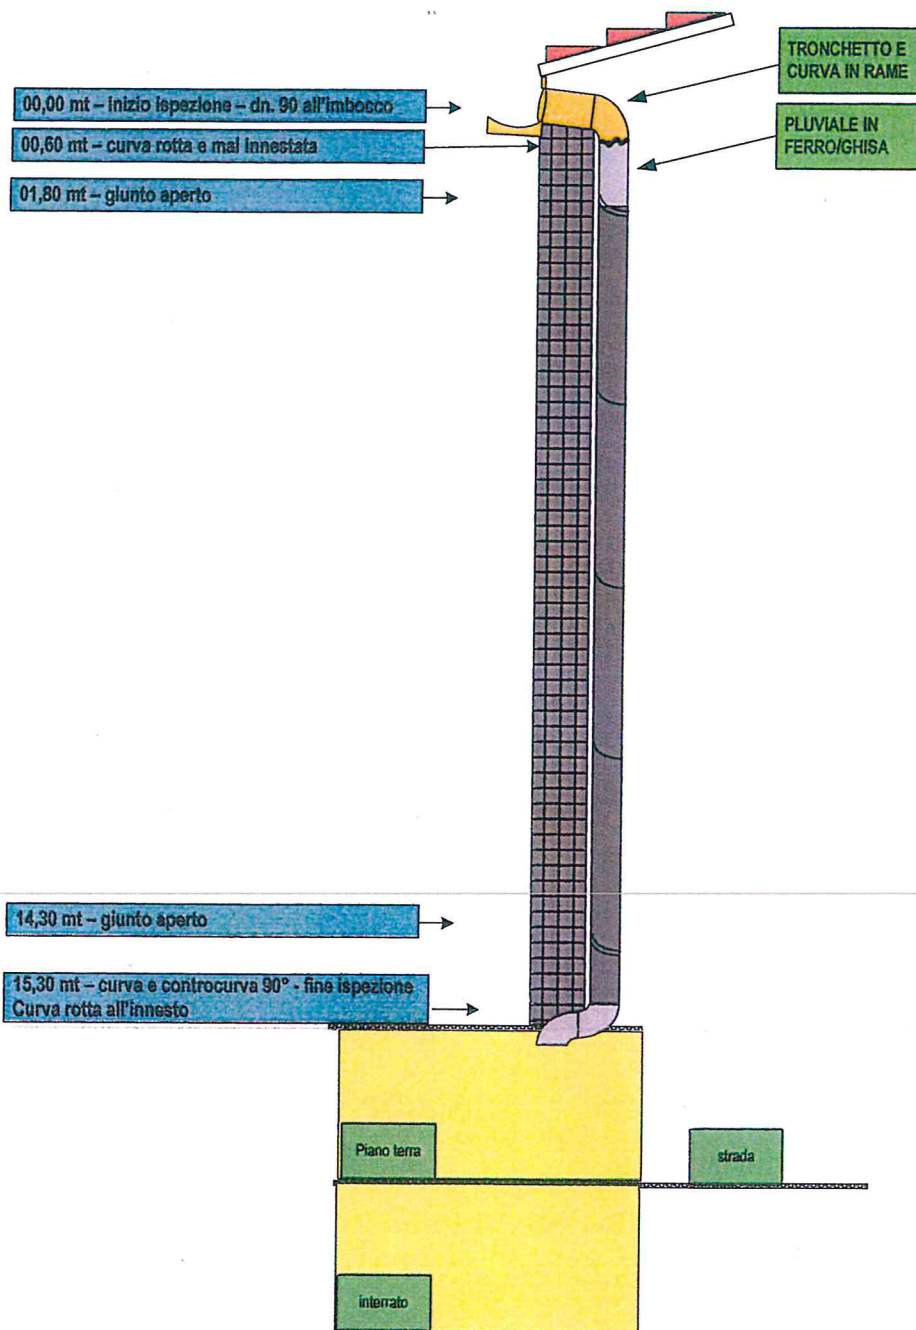 TRONCHETTO E
CURVA IN RAME
00,00 mt – inizio ispezione – dn. 90 all'imbocco
PLUVIALE IN
FERRO/GHISA
00,60 mt – curva rotta e mal innestata
01,80 mt – giunto aperto
14,30 mt – giunto aperto
15,30 mt – curva e controcurva 90° - fine ispezione
Curva rotta all'innesto
Piano terra
strada
interrato